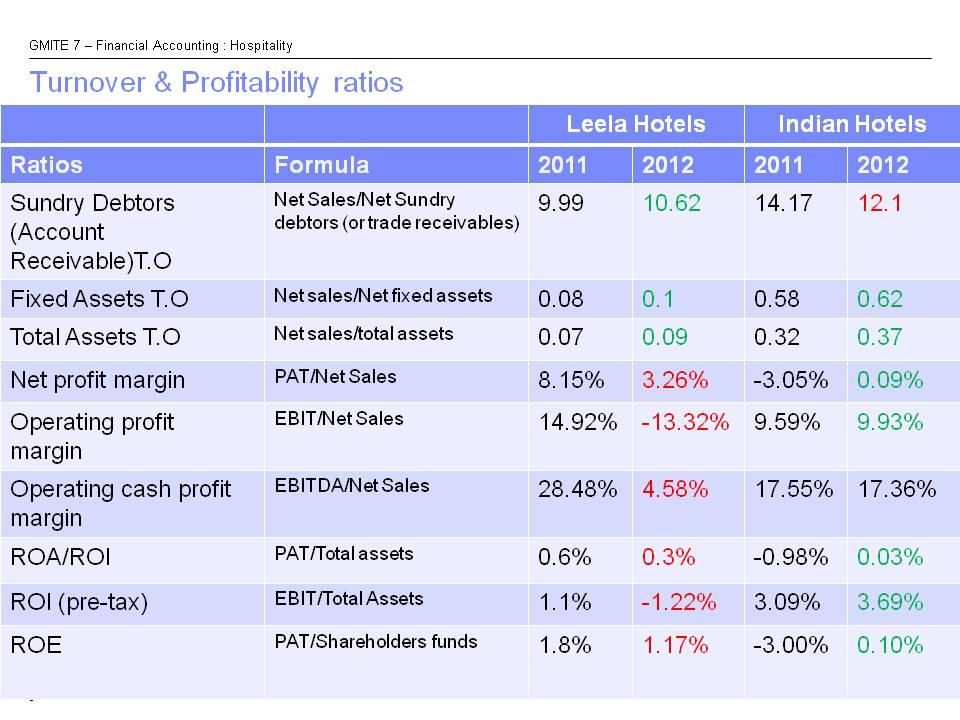 GMITE 7 – Financial Accounting : Hospitality
Turnover & Profitability ratios
Leela Hotels Indian Hotels
Ratios Formula 2011 2012 2011 2012
Sundry Debtors (Account Receivable)T.O Net Sales/Net Sundry debtors (or trade receivables) 9.99 10.62 14.17 12.1
Fixed Assets T.O Net sales/Net fixed assets 0.08 0.1 0.58 0.62
Total Assets T.O Net sales/total assets 0.07 0.09 0.32 0.37
Net profit margin PAT/Net Sales 8.15% 3.26% -3.05% 0.09%
Operating profit margin EBIT/Net Sales 14.92% -13.32% 9.59% 9.93%
Operating cash profit margin EBITDA/Net Sales 28.48% 4.58% 17.55% 17.36%
ROA/ROI PAT/Total assets 0.6% 0.3% -0.98% 0.03%
ROI (pre-tax) EBIT/Total Assets 1.1% -1.22% 3.09% 3.69%
ROE PAT/Shareholders funds 1.8% 1.17% -3.00% 0.10%
-